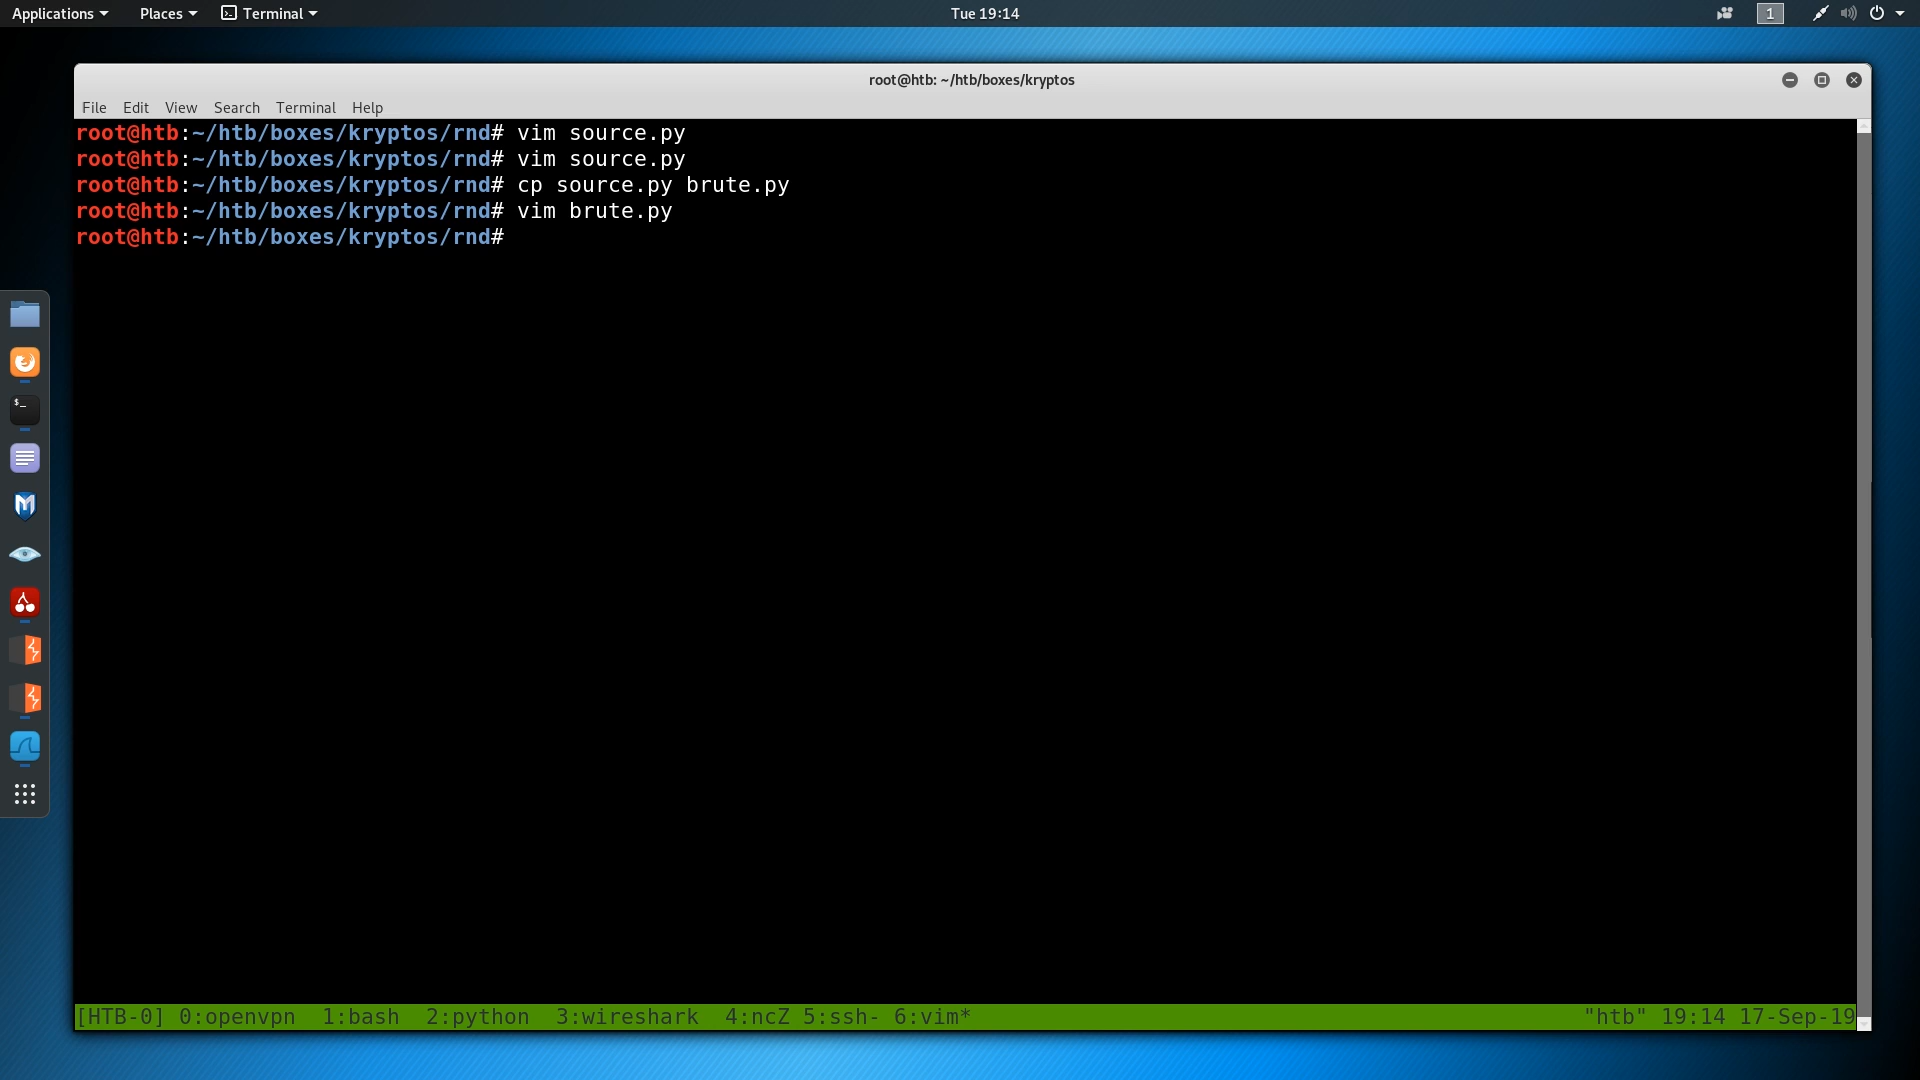 Applications Places Terminal Tue 19:14 1
root@htb: ~/htb/boxes/kryptos
File Edit View Search Terminal Help
root@htb:~/htb/boxes/kryptos/rnd# vim source.py
root@htb:~/htb/boxes/kryptos/rnd# vim source.py
root@htb:~/htb/boxes/kryptos/rnd# cp source.py brute.py
root@htb:~/htb/boxes/kryptos/rnd# vim brute.py
root@htb:~/htb/boxes/kryptos/rnd#
$_
[HTB-0] 0:openvpn 1:bash 2:python 3:wireshark 4:ncZ 5:ssh- 6:vim* "htb" 19:14 17-Sep-19